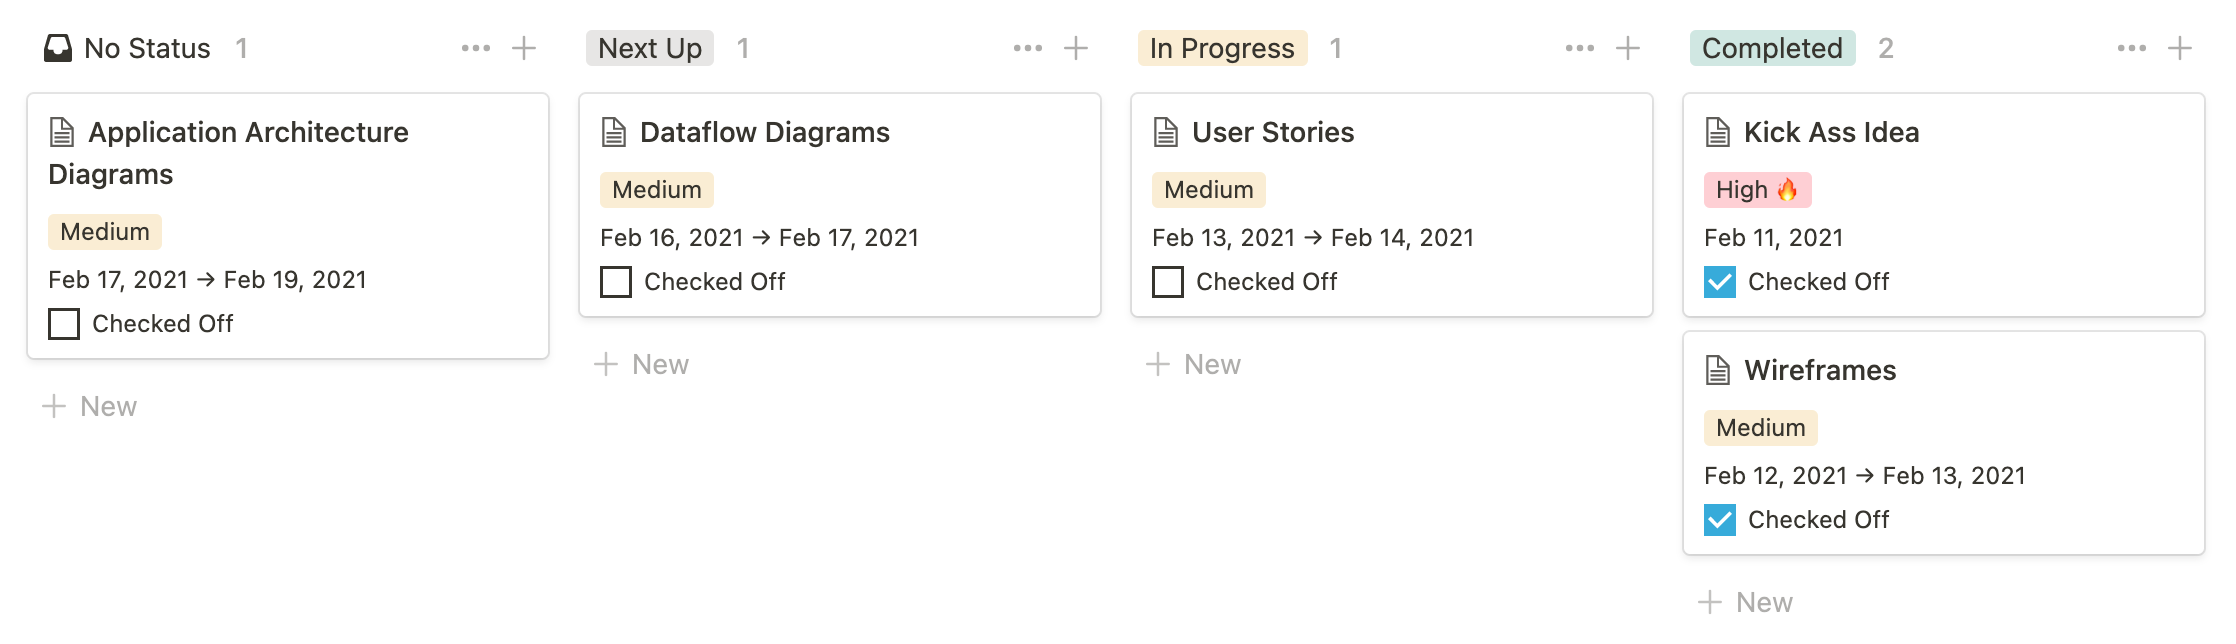 No Status 1
Application Architecture
Diagrams
Medium
Feb 17, 2021 → Feb 19, 2021
Checked Off
+ New
Next Up 1
Dataflow Diagrams
Medium
Feb 16, 2021 → Feb 17, 2021
Checked Off
+ New
In Progress 1
User Stories
Medium
Feb 13, 2021 → Feb 14, 2021
Checked Off
+ New
Completed 2
Kick Ass Idea
High 🔥
Feb 11, 2021
Checked Off
Wireframes
Medium
Feb 12, 2021 → Feb 13, 2021
Checked Off
+ New